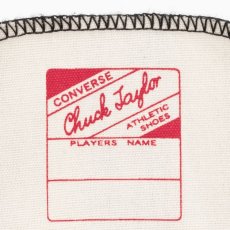 CONVERSE
Chuck Taylor
ATHLETIC
SHOES
PLAYERS NAME